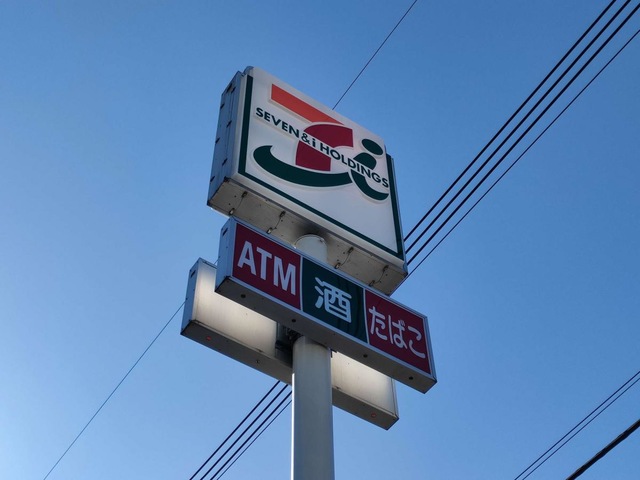 SEVEN&i HOLDINGS
ATM 酒 たばこ